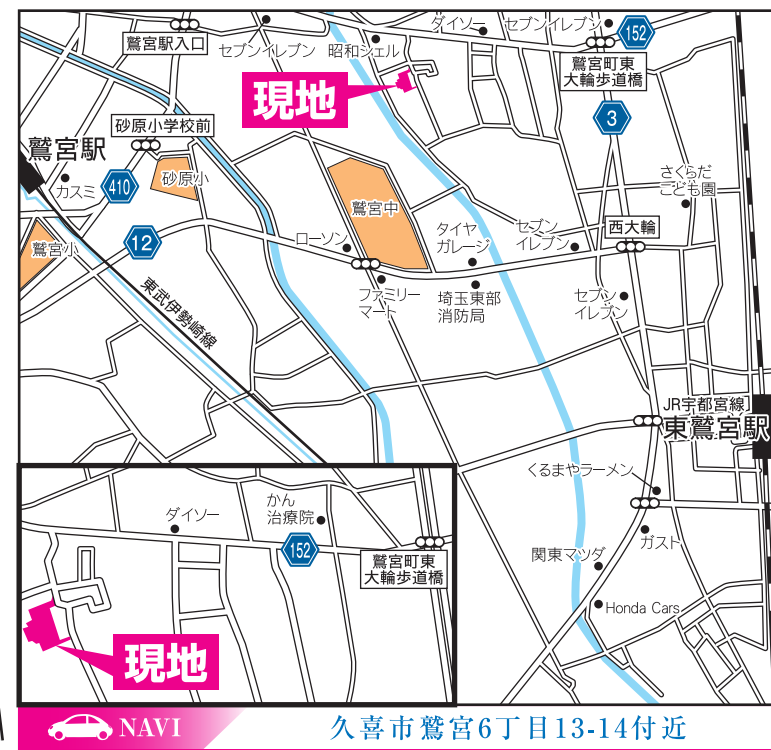 ダイソー
セブンイレブン
152
鷲宮駅入口
セブンイレブン
昭和シェル
鷲宮町東
大輪歩道橋
現地
3
砂原小学校前
鷲宮駅
カスミ
410
砂原小
さくらだ
こども園
鷲宮中
12
鷲宮小
ローソン
タイヤ
ガレージ
セブン
イレブン
西大輪
東武伊勢崎線
ファミリー
マート
埼玉東部
消防局
セブン
イレブン
JR宇都宮線
東鷲宮駅
くるまやラーメン
ガスト
関東マツダ
Honda Cars
ダイソー
かん
治療院
152
鷲宮町東
大輪歩道橋
現地
NAVI
久喜市鷲宮6丁目13-14付近